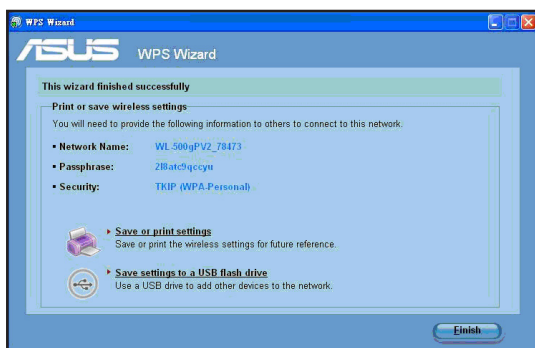 WPS Wizard
ASUS WPS Wizard
This wizard finished successfully
Print or save wireless settings
You will need to provide the following information to others to connect to this network.
▪ Network Name: WL-500gPV2_78473
▪ Passphrase: 2l8atc9qccyu
▪ Security: TKIP (WPA-Personal)
Save or print settings
Save or print the wireless settings for future reference.
Save settings to a USB flash drive
Use a USB drive to add other devices to the network.
Finish